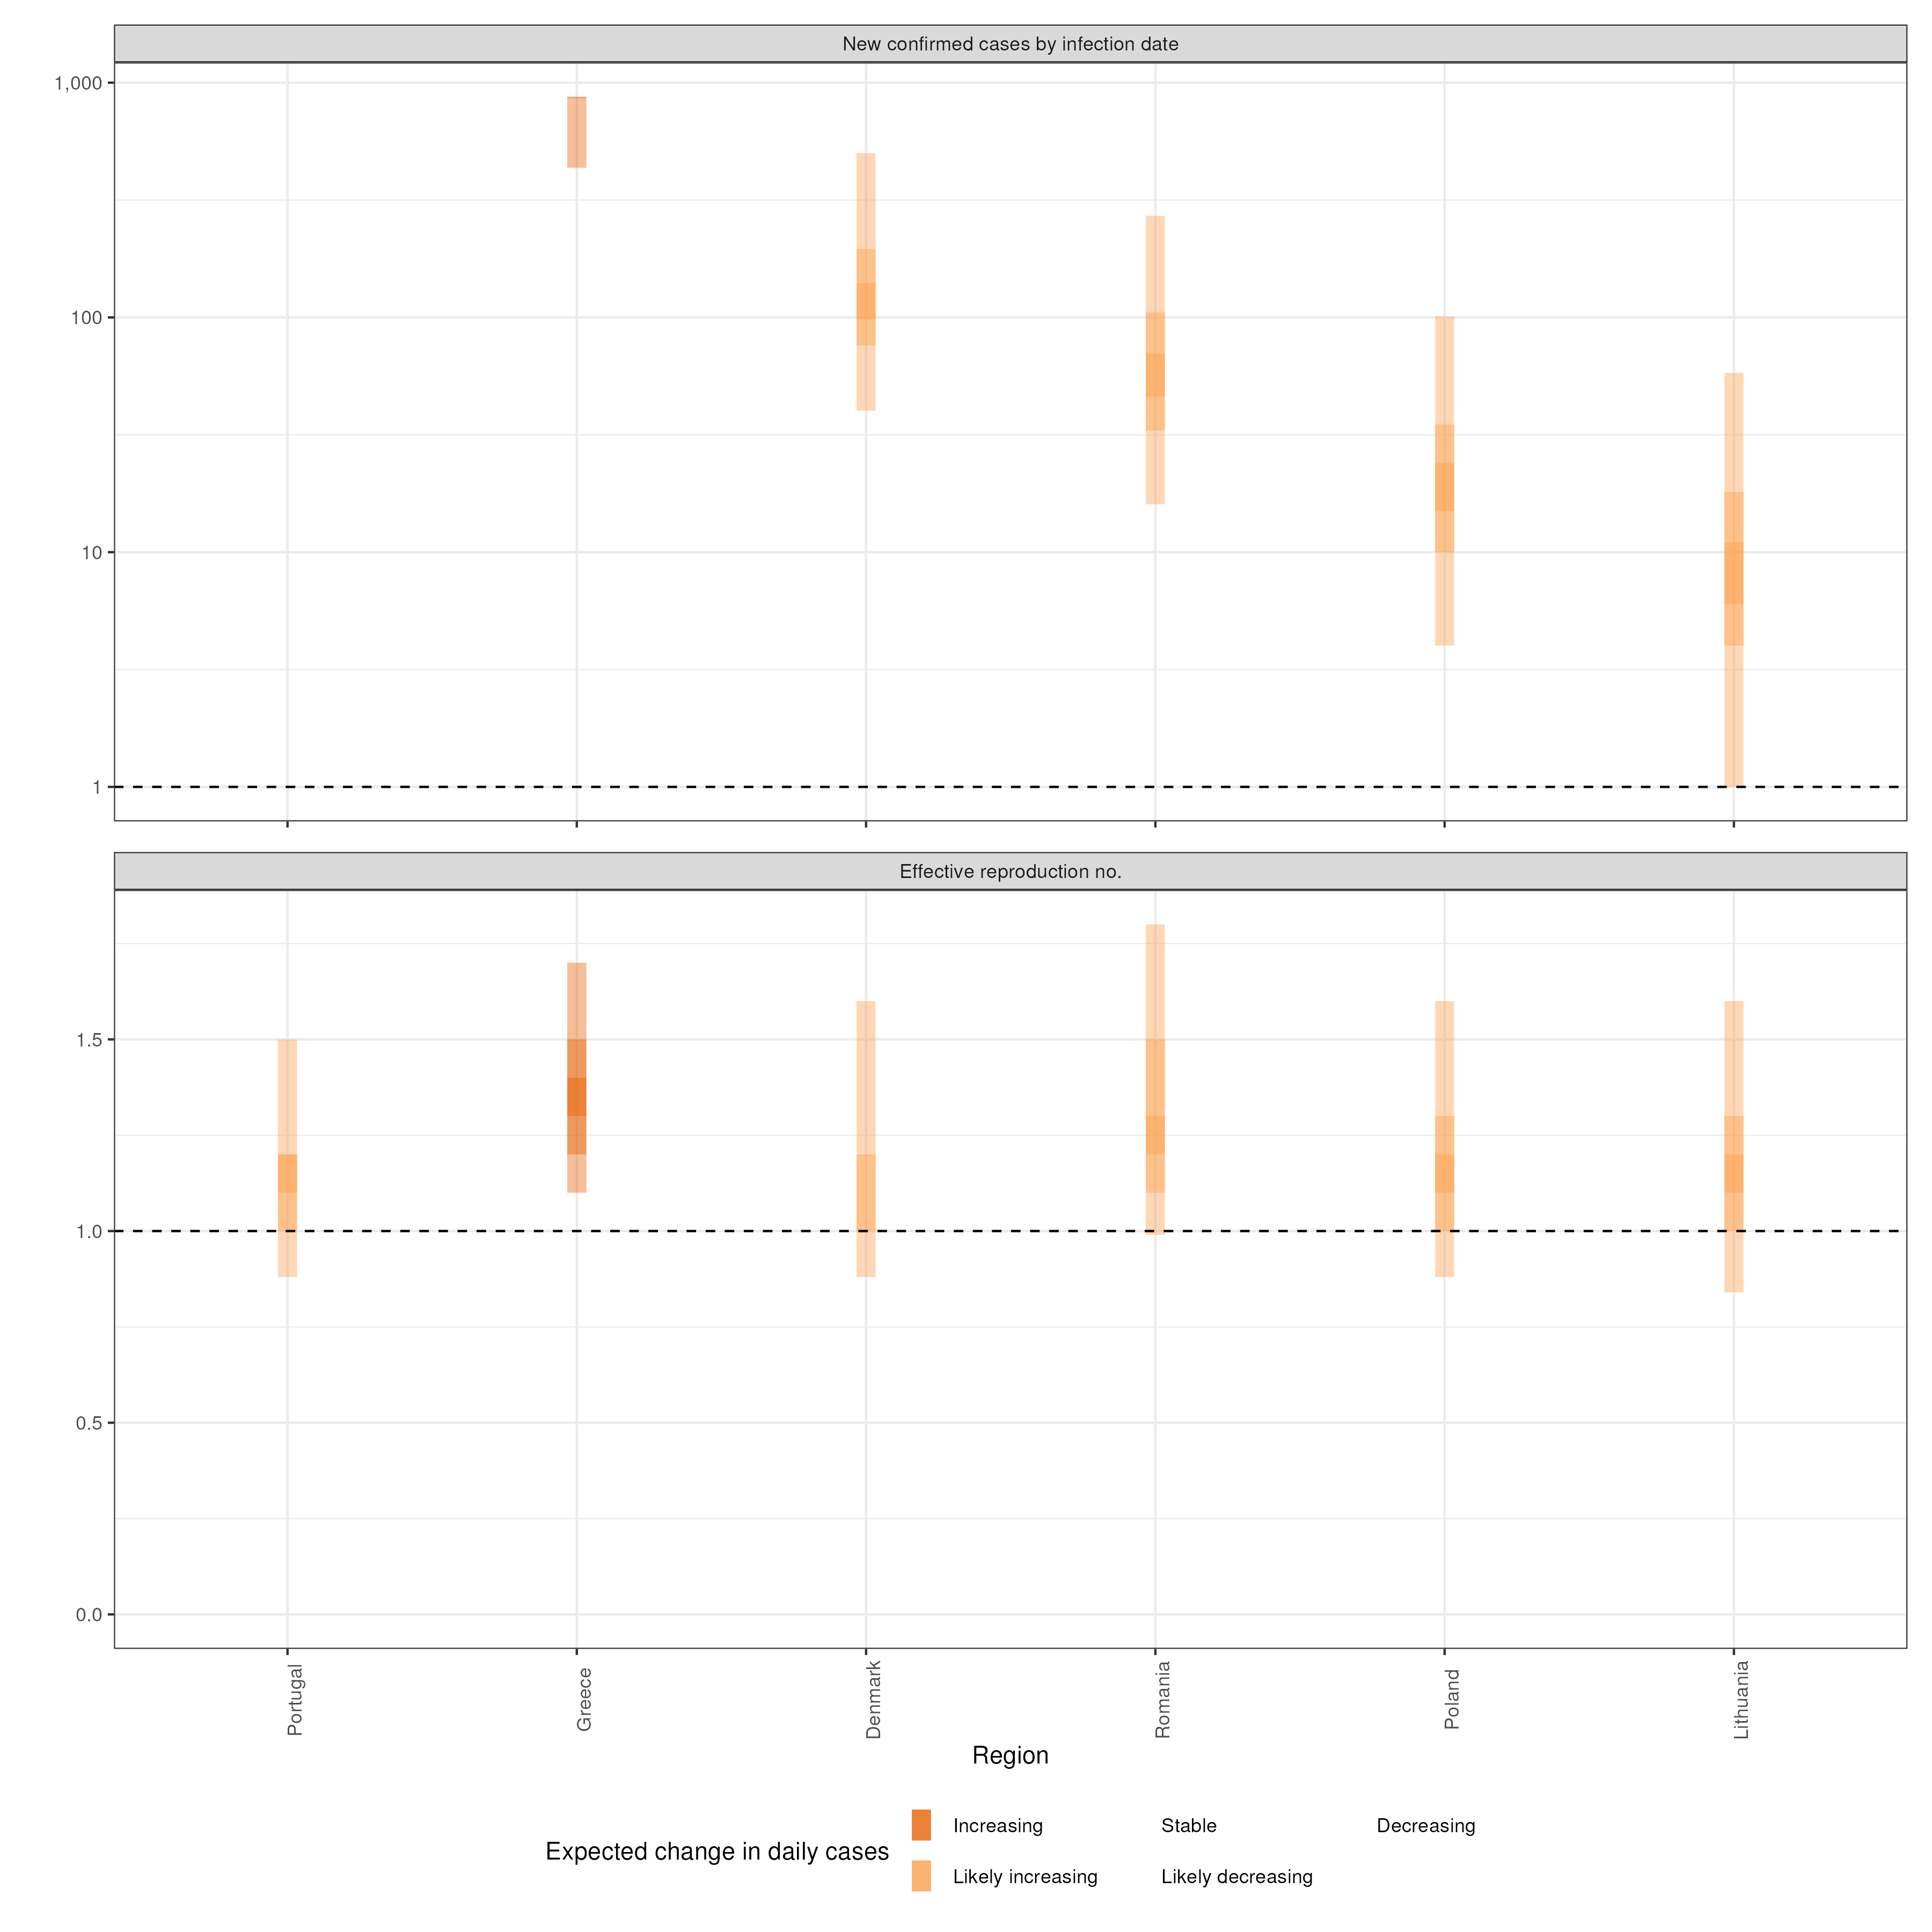 New confirmed cases by infection date
1,000
100
10
1
Effective reproduction no.
1.5
1.0
0.5
0.0
Portugal
Greece
Denmark
Romania
Poland
Lithuania
Region
Expected change in daily cases
Increasing
Stable
Decreasing
Likely increasing
Likely decreasing